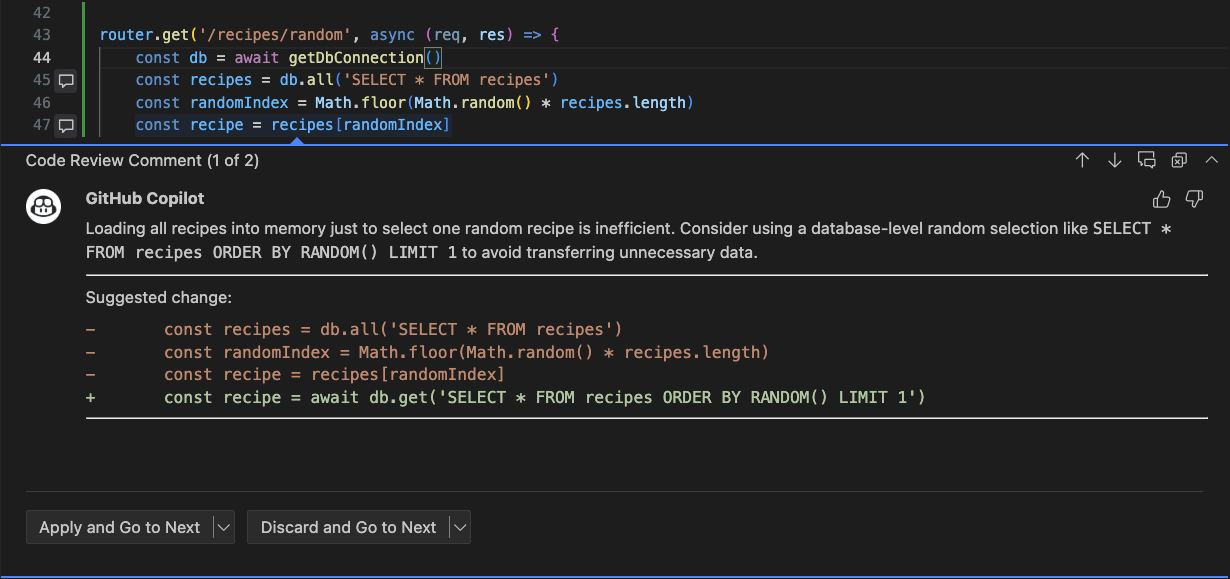 42
43 router.get('/recipes/random', async (req, res) => {
44 const db = await getDbConnection()
45 const recipes = db.all('SELECT * FROM recipes')
46 const randomIndex = Math.floor(Math.random() * recipes.length)
47 const recipe = recipes[randomIndex]
Code Review Comment (1 of 2)
GitHub Copilot
Loading all recipes into memory just to select one random recipe is inefficient. Consider using a database-level random selection like SELECT *
FROM recipes ORDER BY RANDOM() LIMIT 1 to avoid transferring unnecessary data.
Suggested change:
- const recipes = db.all('SELECT * FROM recipes')
- const randomIndex = Math.floor(Math.random() * recipes.length)
- const recipe = recipes[randomIndex]
+ const recipe = await db.get('SELECT * FROM recipes ORDER BY RANDOM() LIMIT 1')
Apply and Go to Next Discard and Go to Next